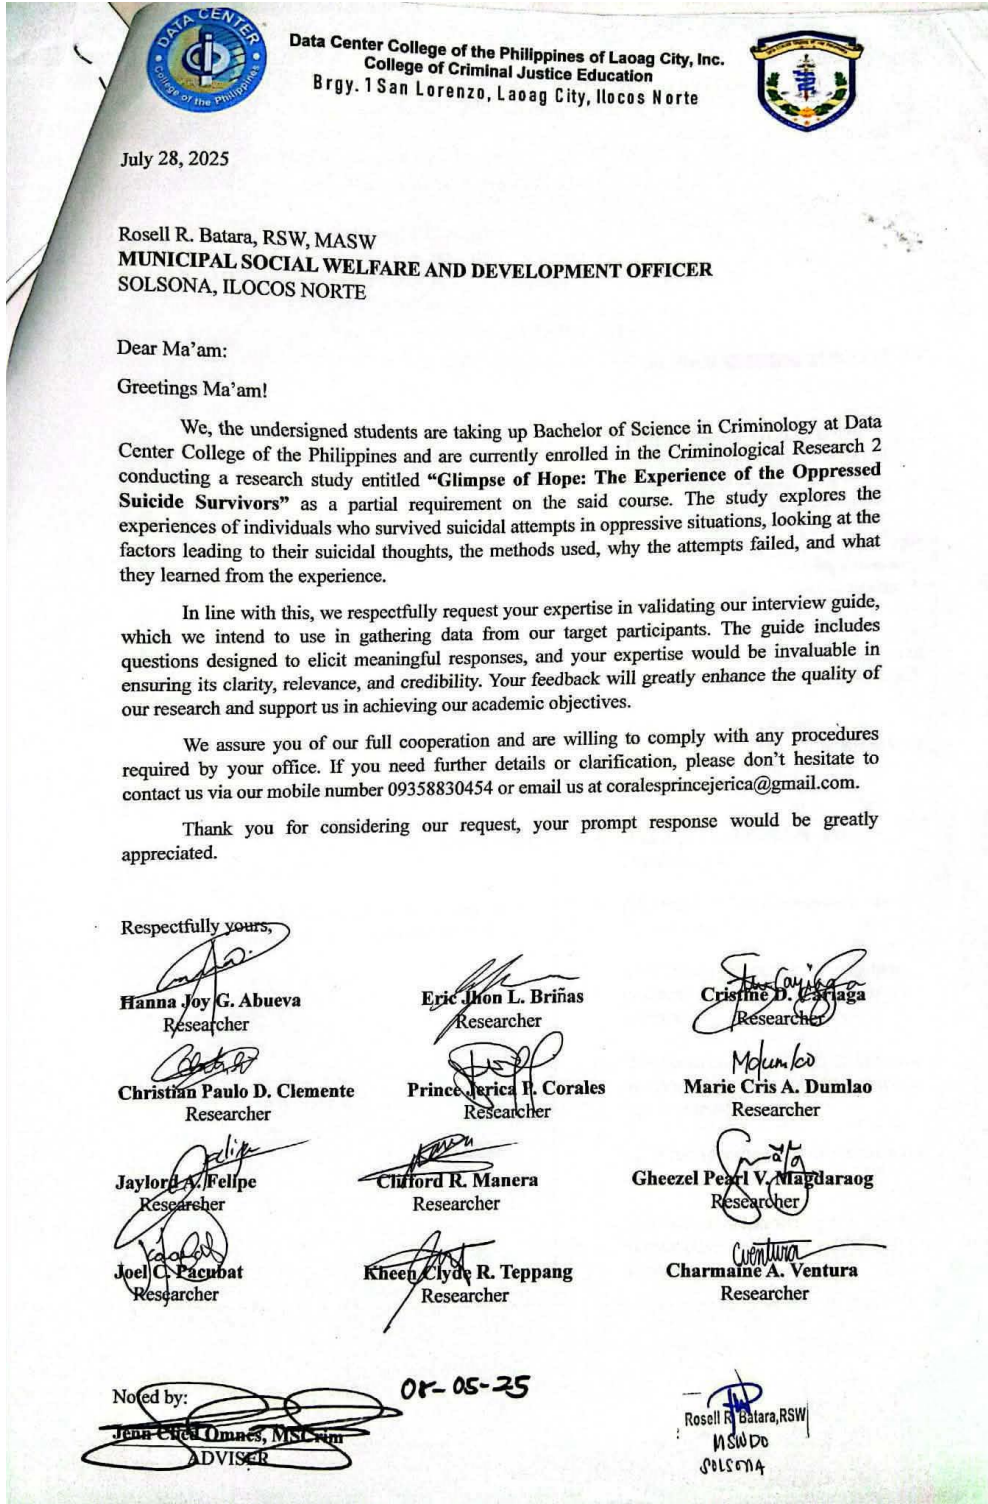 DATA CENTER
College of the Philippines
Data Center College of the Philippines of Laoag City, Inc.
College of Criminal Justice Education
Brgy. 1 San Lorenzo, Laoag City, Ilocos Norte
July 28, 2025
Rosell R. Batara, RSW, MASW
MUNICIPAL SOCIAL WELFARE AND DEVELOPMENT OFFICER
SOLSONA, ILOCOS NORTE
Dear Ma’am:
Greetings Ma’am!
We, the undersigned students are taking up Bachelor of Science in Criminology at Data
Center College of the Philippines and are currently enrolled in the Criminological Research 2
conducting a research study entitled “Glimpse of Hope: The Experience of the Oppressed
Suicide Survivors” as a partial requirement on the said course. The study explores the
experiences of individuals who survived suicidal attempts in oppressive situations, looking at the
factors leading to their suicidal thoughts, the methods used, why the attempts failed, and what
they learned from the experience.
In line with this, we respectfully request your expertise in validating our interview guide,
which we intend to use in gathering data from our target participants. The guide includes
questions designed to elicit meaningful responses, and your expertise would be invaluable in
ensuring its clarity, relevance, and credibility. Your feedback will greatly enhance the quality of
our research and support us in achieving our academic objectives.
We assure you of our full cooperation and are willing to comply with any procedures
required by your office. If you need further details or clarification, please don’t hesitate to
contact us via our mobile number 09358830454 or email us at coralesprincejerica@gmail.com.
Thank you for considering our request, your prompt response would be greatly
appreciated.
Respectfully yours,
Hanna Joy G. Abueva Eric Jhon L. Briñas Cristine D. Cariaga
Researcher Researcher Researcher
Mdumlao
Christian Paulo D. Clemente Prince Jerica P. Corales Marie Cris A. Dumlao
Researcher Researcher Researcher
Felipe
Jaylord A. Felipe Clifford R. Manera Gheezel Pearl V. Magdaraog
Researcher Researcher Researcher
Cventura
Joel C. Pacubat Kheen Clyde R. Teppang Charmaine A. Ventura
Researcher Researcher Researcher
08-05-25
Noted by:
Omnes, MSCrim
ADVISER
Rosell R. Batara, RSW
MSWDO
SOLSONA